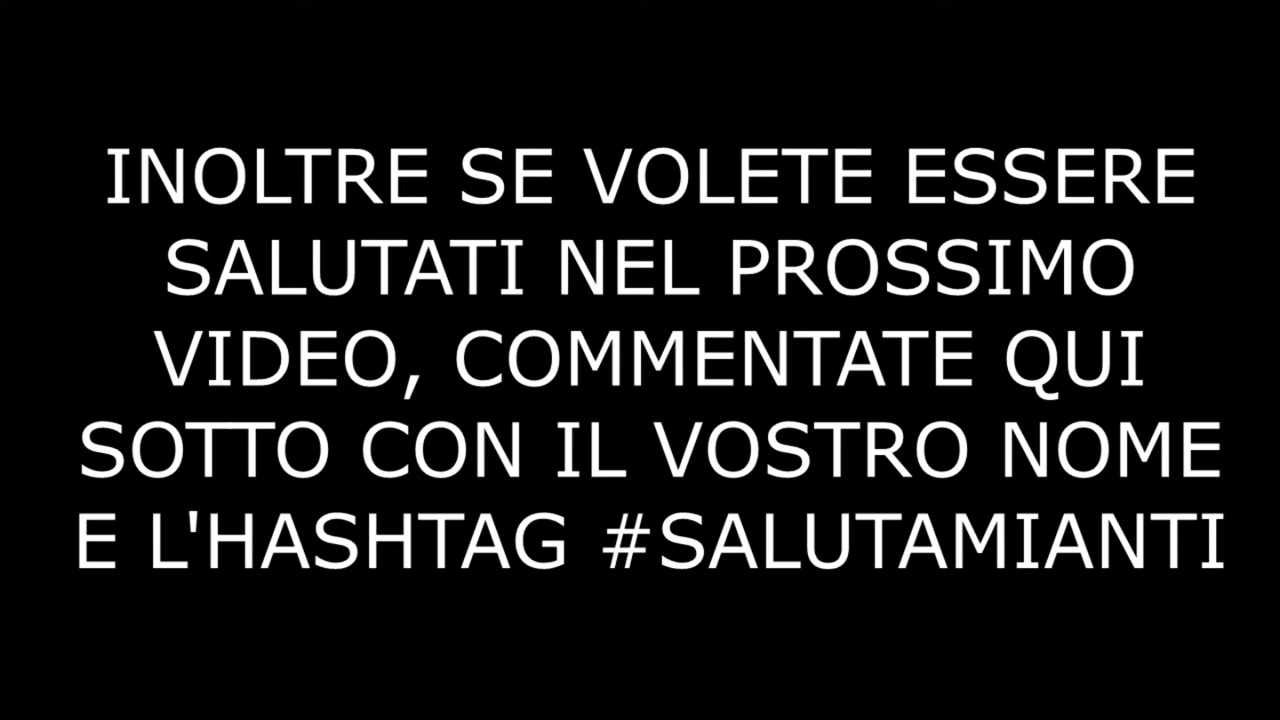 INOLTRE SE VOLETE ESSERE
SALUTATI NEL PROSSIMO
VIDEO, COMMENTATE QUI
SOTTO CON IL VOSTRO NOME
E L'HASHTAG #SALUTAMIANTI